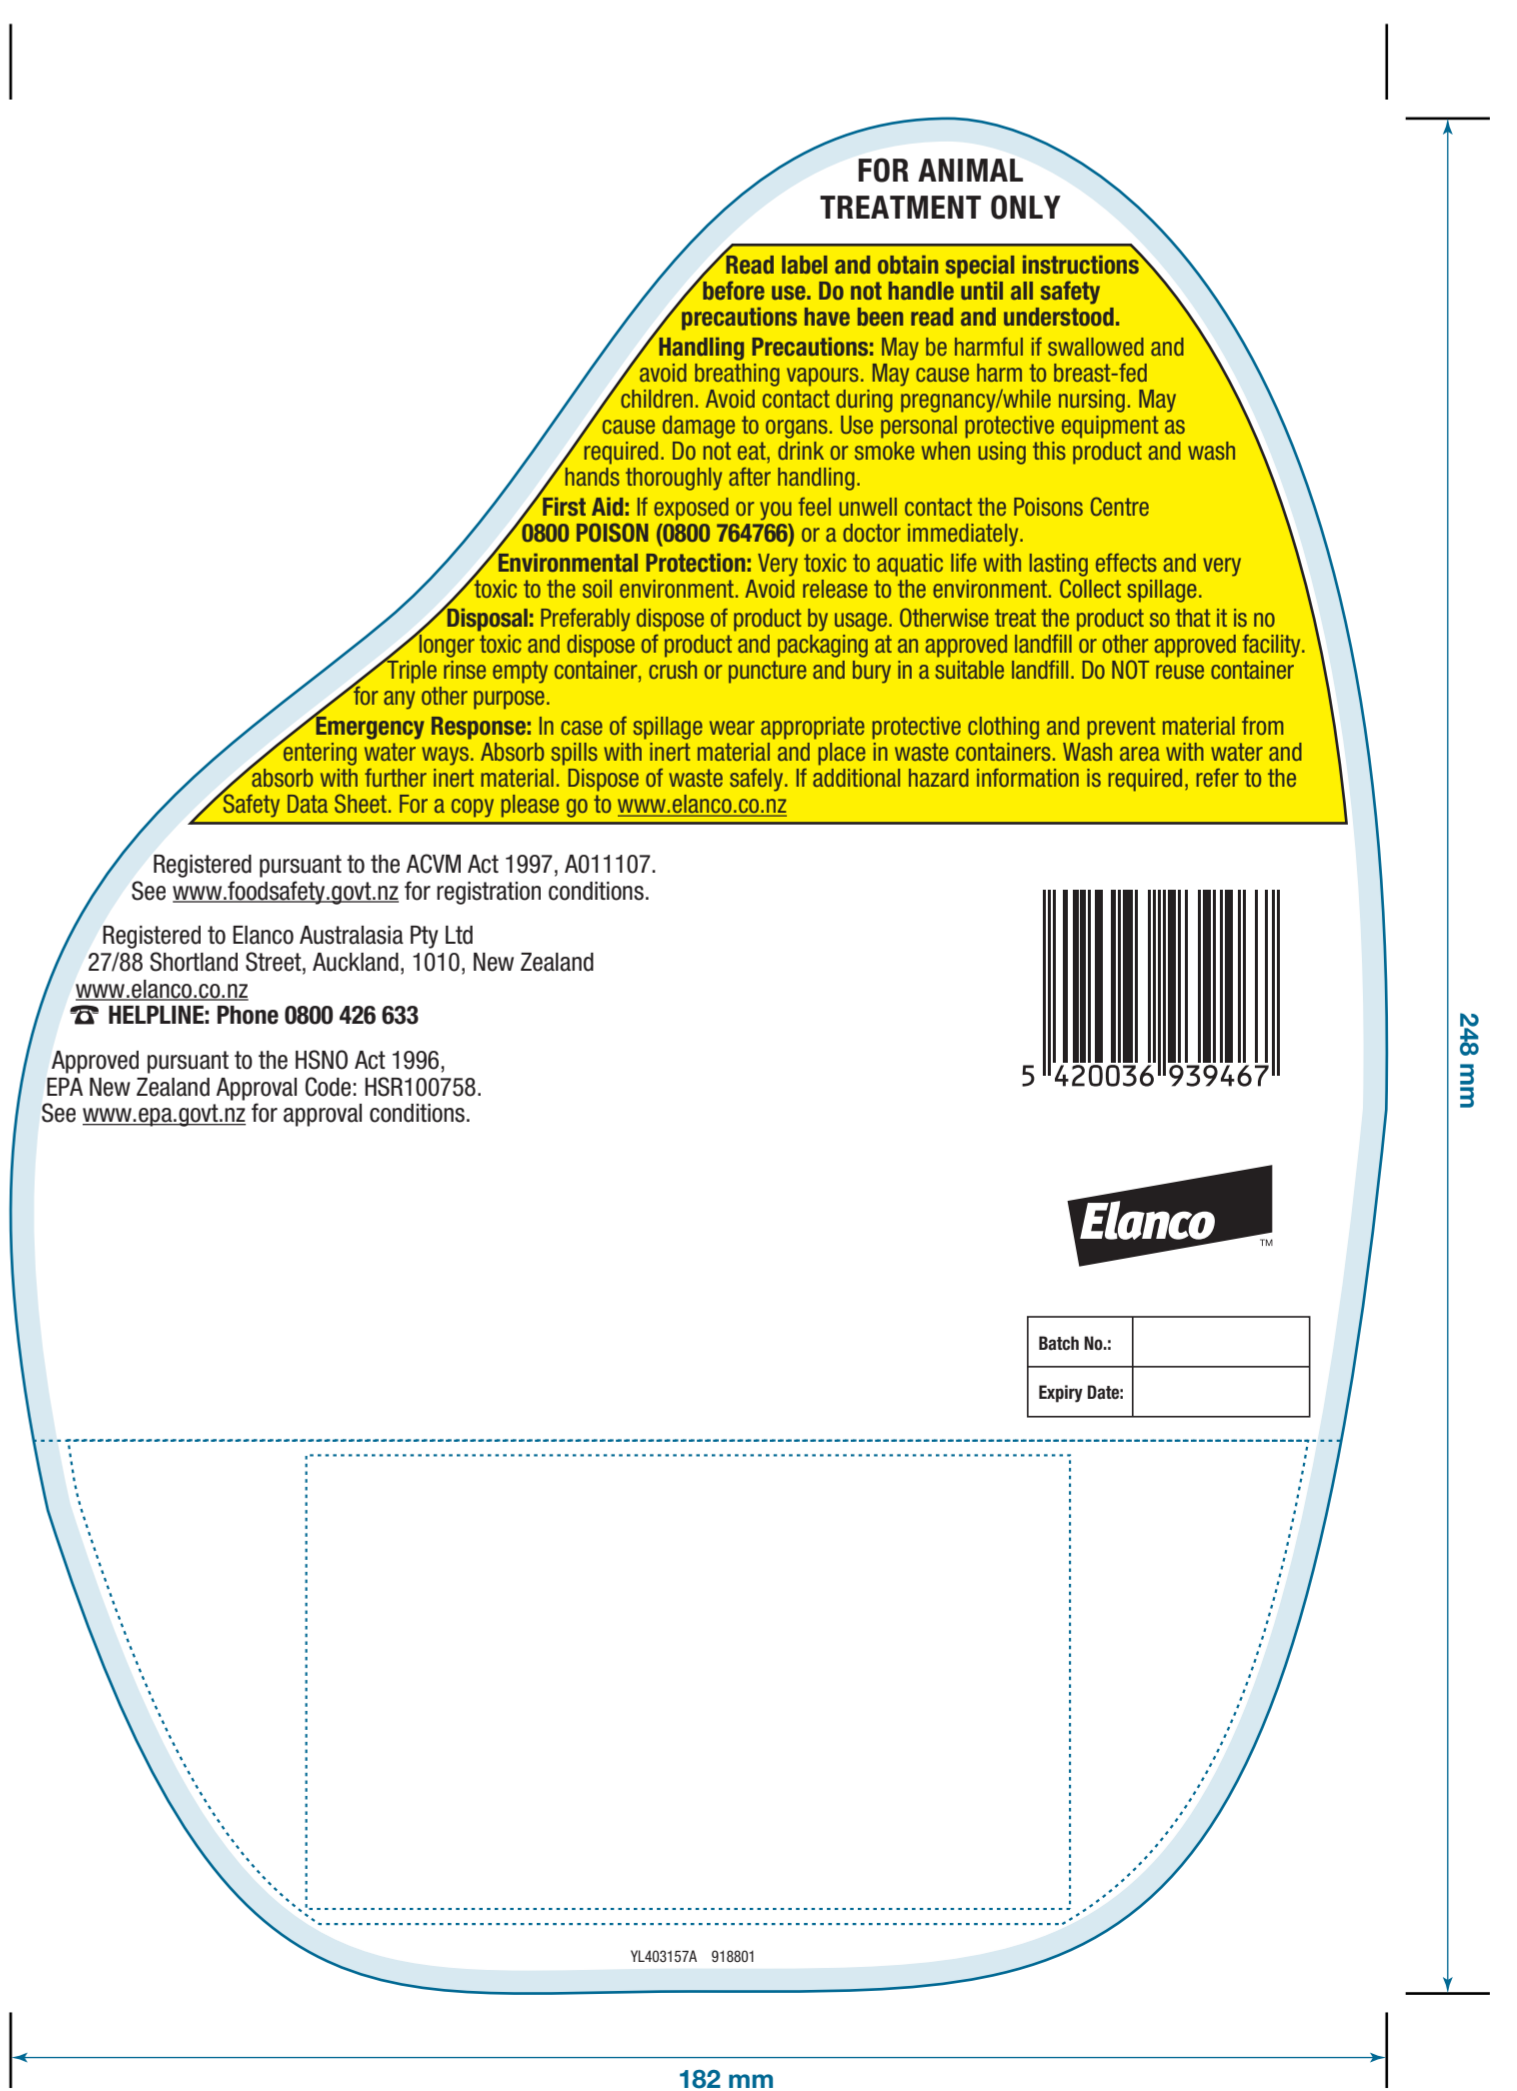 FOR ANIMAL
TREATMENT ONLY
Read label and obtain special instructions
before use. Do not handle until all safety
precautions have been read and understood.
Handling Precautions: May be harmful if swallowed and
avoid breathing vapours. May cause harm to breast-fed
children. Avoid contact during pregnancy/while nursing. May
cause damage to organs. Use personal protective equipment as
required. Do not eat, drink or smoke when using this product and wash
hands thoroughly after handling.
First Aid: If exposed or you feel unwell contact the Poisons Centre
0800 POISON (0800 764766) or a doctor immediately.
Environmental Protection: Very toxic to aquatic life with lasting effects and very
toxic to the soil environment. Avoid release to the environment. Collect spillage.
Disposal: Preferably dispose of product by usage. Otherwise treat the product so that it is no
longer toxic and dispose of product and packaging at an approved landfill or other approved facility.
Triple rinse empty container, crush or puncture and bury in a suitable landfill. Do NOT reuse container
for any other purpose.
Emergency Response: In case of spillage wear appropriate protective clothing and prevent material from
entering water ways. Absorb spills with inert material and place in waste containers. Wash area with water and
absorb with further inert material. Dispose of waste safely. If additional hazard information is required, refer to the
Safety Data Sheet. For a copy please go to www.elanco.co.nz
Registered pursuant to the ACVM Act 1997, A011107.
See www.foodsafety.govt.nz for registration conditions.
Registered to Elanco Australasia Pty Ltd
27/88 Shortland Street, Auckland, 1010, New Zealand
www.elanco.co.nz
☎ HELPLINE: Phone 0800 426 633
Approved pursuant to the HSNO Act 1996,
EPA New Zealand Approval Code: HSR100758.
See www.epa.govt.nz for approval conditions.
5 420036 939467
Elanco™
Batch No.:
Expiry Date:
YL403157A 918801
248 mm
182 mm